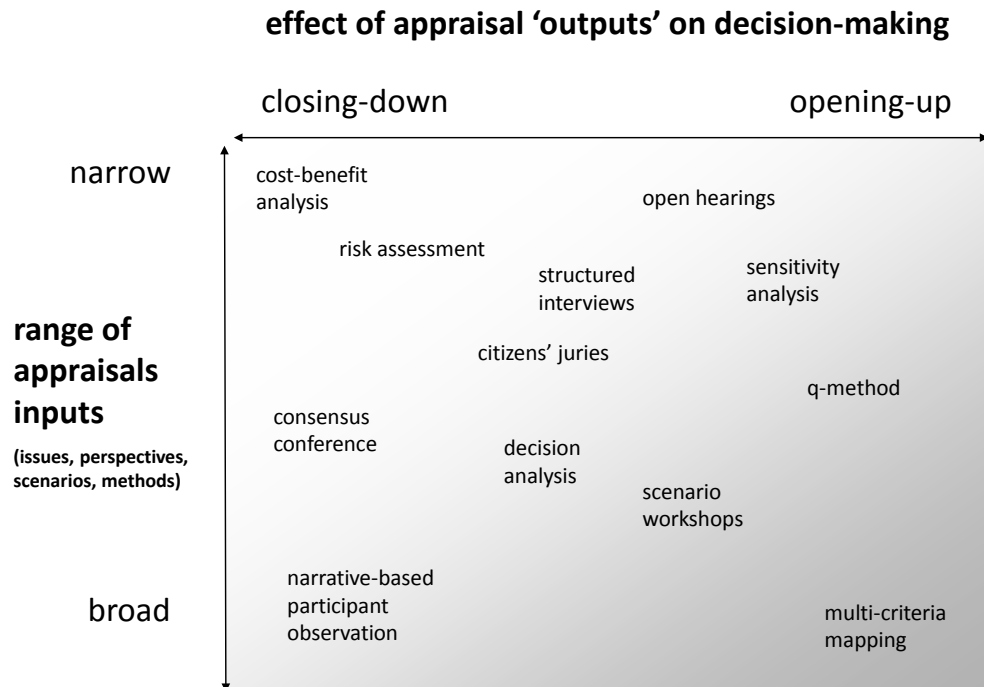 effect of appraisal ‘outputs’ on decision-making
closing-down
opening-up
narrow
cost-benefit
analysis
open hearings
risk assessment
structured
interviews
sensitivity
analysis
range of
appraisals
inputs
(issues, perspectives,
scenarios, methods)
citizens’ juries
q-method
consensus
conference
decision
analysis
scenario
workshops
broad
narrative-based
participant
observation
multi-criteria
mapping